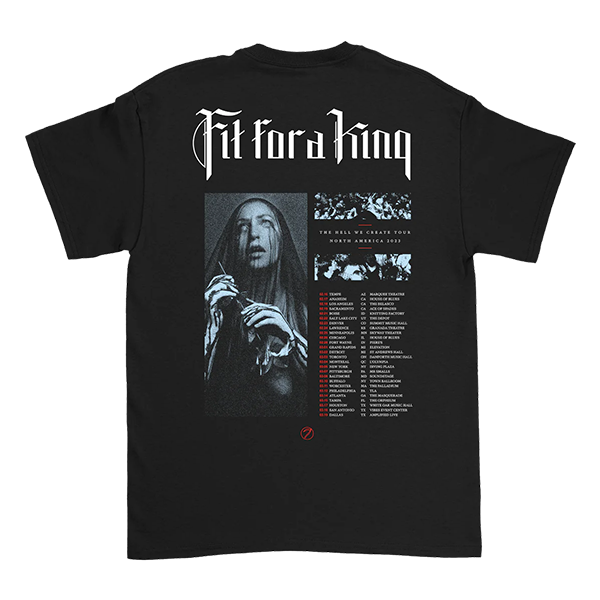 Fit for a King
THE HELL WE CREATE TOUR
NORTH AMERICA 2023
TEMPE AZ MARQUEE THEATRE
ANAHEIM CA HOUSE OF BLUES
LOS ANGELES CA THE BELASCO
SACRAMENTO CA ACE OF SPADES
BOISE ID KNITTING FACTORY
SALT LAKE CITY UT THE DEPOT
DENVER CO SUMMIT MUSIC HALL
LAWRENCE KS GRANADA THEATER
MINNEAPOLIS MN SKYWAY THEATER
CHICAGO IL HOUSE OF BLUES
FORT WAYNE IN PIERE'S
GRAND RAPIDS MI ELEVATION
DETROIT MI ST ANDREWS HALL
TORONTO ON DANFORTH MUSIC HALL
MONTREAL QC L'OLYMPIA
NEW YORK NY IRVING PLAZA
PITTSBURGH PA MR SMALLS
BALTIMORE MD SOUNDSTAGE
BUFFALO NY TOWN BALLROOM
WORCESTER MA THE PALLADIUM
PHILADELPHIA PA TLA
ATLANTA GA THE MASQUERADE
TAMPA FL THE ORPHEUM
HOUSTON TX WHITE OAK MUSIC HALL
SAN ANTONIO TX VIBES EVENT CENTER
DALLAS TX AMPLIFIED LIVE